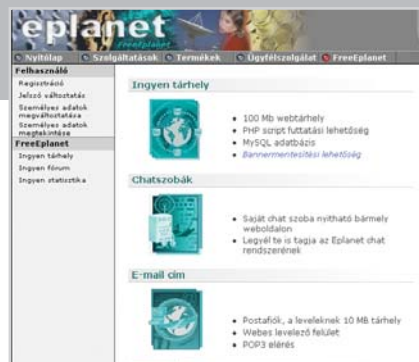 eplanet
FreeEplanet
Nyitólap Szolgáltatások Termékek Ügyfélszolgálat FreeEplanet
Felhasználó
Regisztráció
Jelszó változtatás
Személyes adatok
megváltoztatása
Személyes adatok
megtekintése
FreeEplanet
Ingyen tárhely
Ingyen fórum
Ingyen statisztika
Ingyen tárhely
100 Mb webtárhely
PHP script futtatási lehetőség
MySQL adatbázis
Bannermentesítési lehetőség
Chatszobák
Saját chat szoba nyitható bármely
weboldalon
Legyél te is tagja az Eplanet chat
rendszerének
E-mail cím
Postafiók, a leveleknek 10 MB tárhely
Webes levelező felület
POP3 elérés